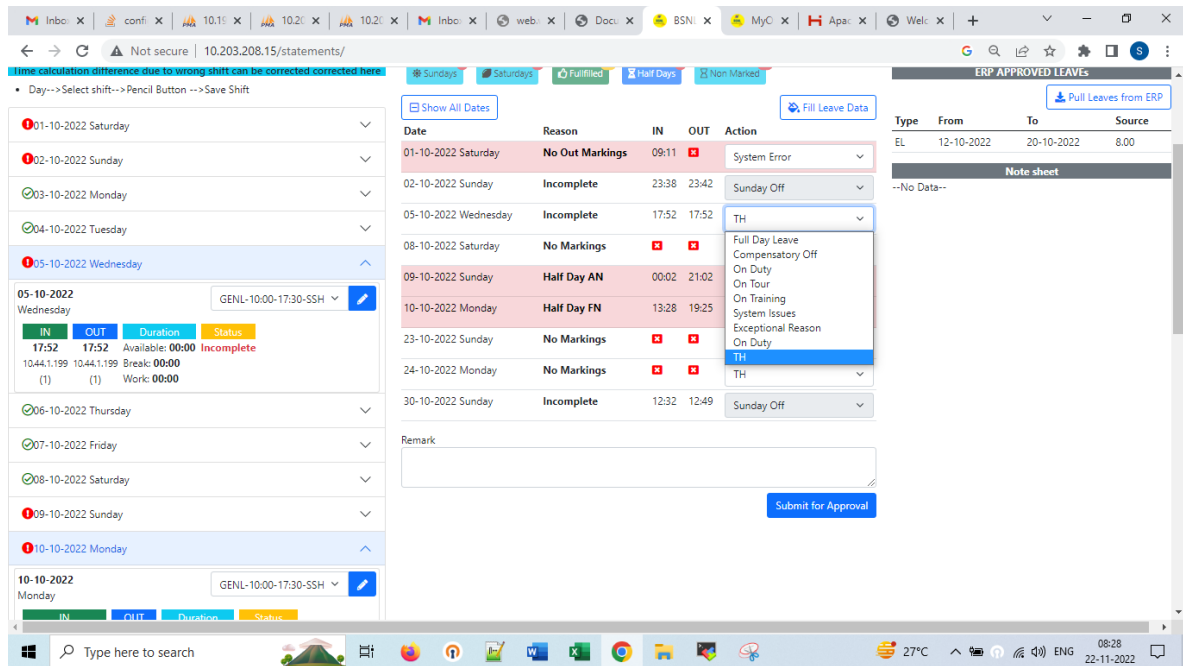 Inbo
confi
10.19
10.20
10.20
Inbo
web
Docu
BSNL
MyO
Apac
Welc
Not secure 10.203.208.15/statements/
Time calculation difference due to wrong shift can be corrected corrected here
Day-->Select shift-->Pencil Button -->Save Shift
01-10-2022 Saturday
02-10-2022 Sunday
03-10-2022 Monday
04-10-2022 Tuesday
05-10-2022 Wednesday
05-10-2022
Wednesday
GENL-10:00-17:30-SSH
IN OUT Duration Status
17:52 17:52 Available: 00:00 Incomplete
10.44.1.199 10.44.1.199 Break: 00:00
(1) (1) Work: 00:00
06-10-2022 Thursday
07-10-2022 Friday
08-10-2022 Saturday
09-10-2022 Sunday
10-10-2022 Monday
10-10-2022
Monday
GENL-10:00-17:30-SSH
IN OUT Duration Status
Sundays Saturdays Fullfilled Half Days Non Marked
Show All Dates
Fill Leave Data
Date Reason IN OUT Action
01-10-2022 Saturday No Out Markings 09:11 System Error
02-10-2022 Sunday Incomplete 23:38 23:42 Sunday Off
05-10-2022 Wednesday Incomplete 17:52 17:52 TH
08-10-2022 Saturday No Markings
09-10-2022 Sunday Half Day AN 00:02 21:02
10-10-2022 Monday Half Day FN 13:28 19:25
23-10-2022 Sunday No Markings
24-10-2022 Monday No Markings TH
30-10-2022 Sunday Incomplete 12:32 12:49 Sunday Off
Full Day Leave
Compensatory Off
On Duty
On Tour
On Training
System Issues
Exceptional Reason
On Duty
TH
Remark
Submit for Approval
ERP APPROVED LEAVEs
Pull Leaves from ERP
Type From To Source
EL 12-10-2022 20-10-2022 8.00
Note sheet
--No Data--
Type here to search
27°C
ENG
08:28
22-11-2022